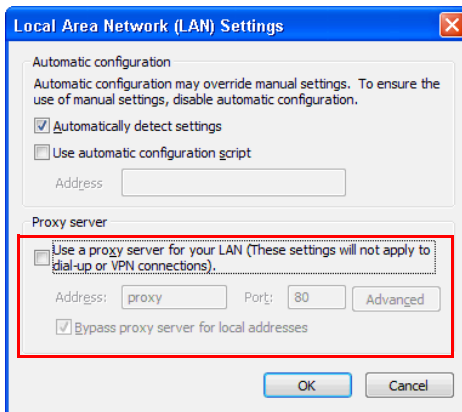 Local Area Network (LAN) Settings
Automatic configuration
Automatic configuration may override manual settings.  To ensure the
use of manual settings, disable automatic configuration.
Automatically detect settings
Use automatic configuration script
Address
Proxy server
Use a proxy server for your LAN (These settings will not apply to
dial-up or VPN connections).
Address: proxy Port: 80 Advanced
Bypass proxy server for local addresses
OK Cancel